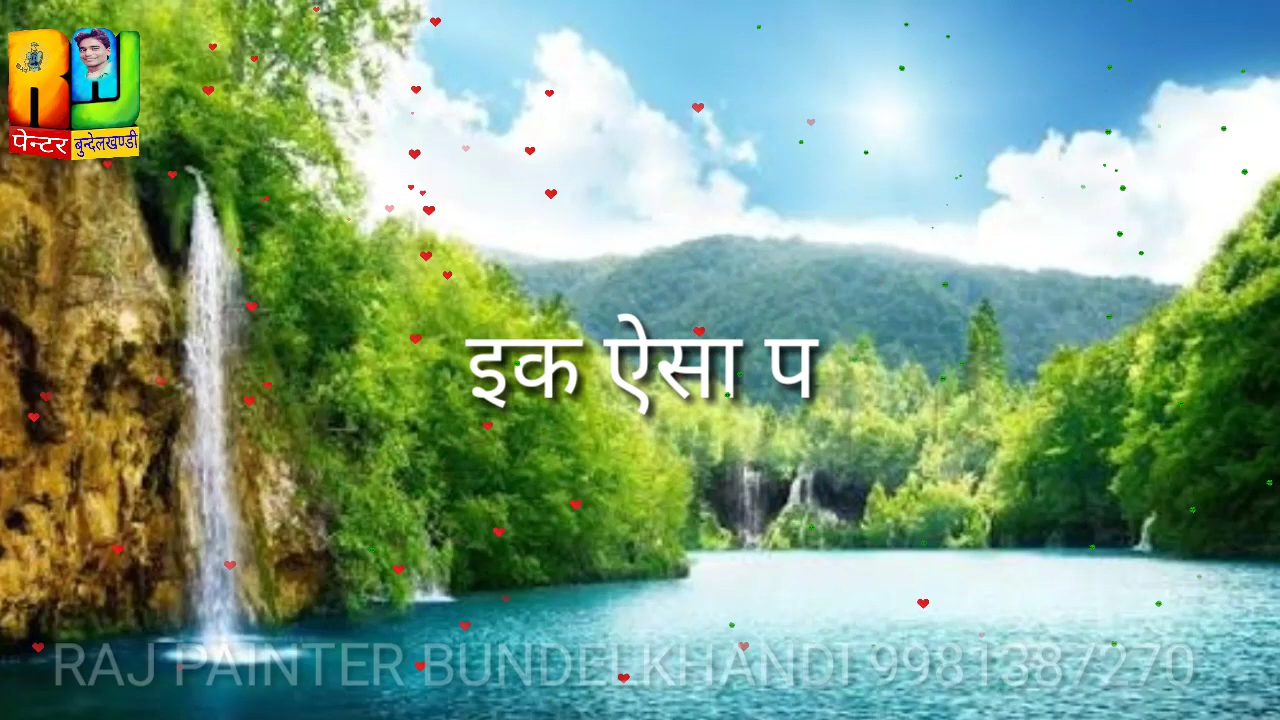 RAJ
पेन्टर बुन्देलखण्डी
इक ऐसा प
RAJ PAINTER BUNDELKHANDI 9981387270